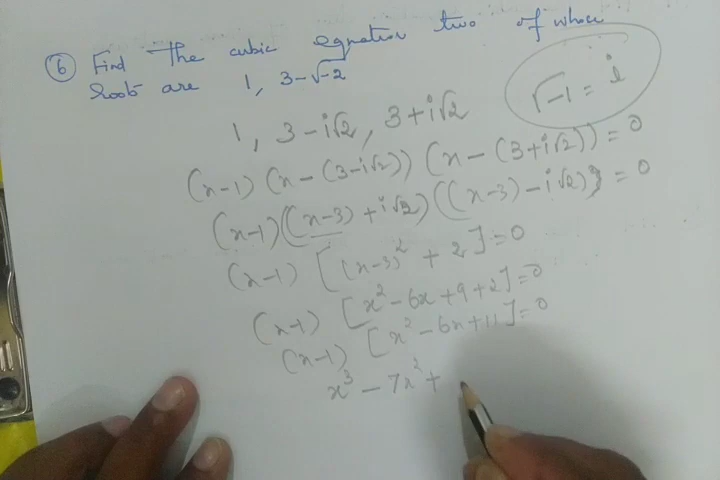 ⑥ Find the cubic equation two of whose
roots are 1, 3-√-2
√-1 = i
1, 3-i√2, 3+i√2
(x-1) (x-(3-i√2)) (x-(3+i√2)) = 0
(x-1)((x-3)+i√2)((x-3)-i√2)} = 0
(x-1) [(x-3)² + 2] = 0
(x-1) [x²-6x+9+2] = 0
(x-1) [x²-6x+11] = 0
x³ - 7x² +